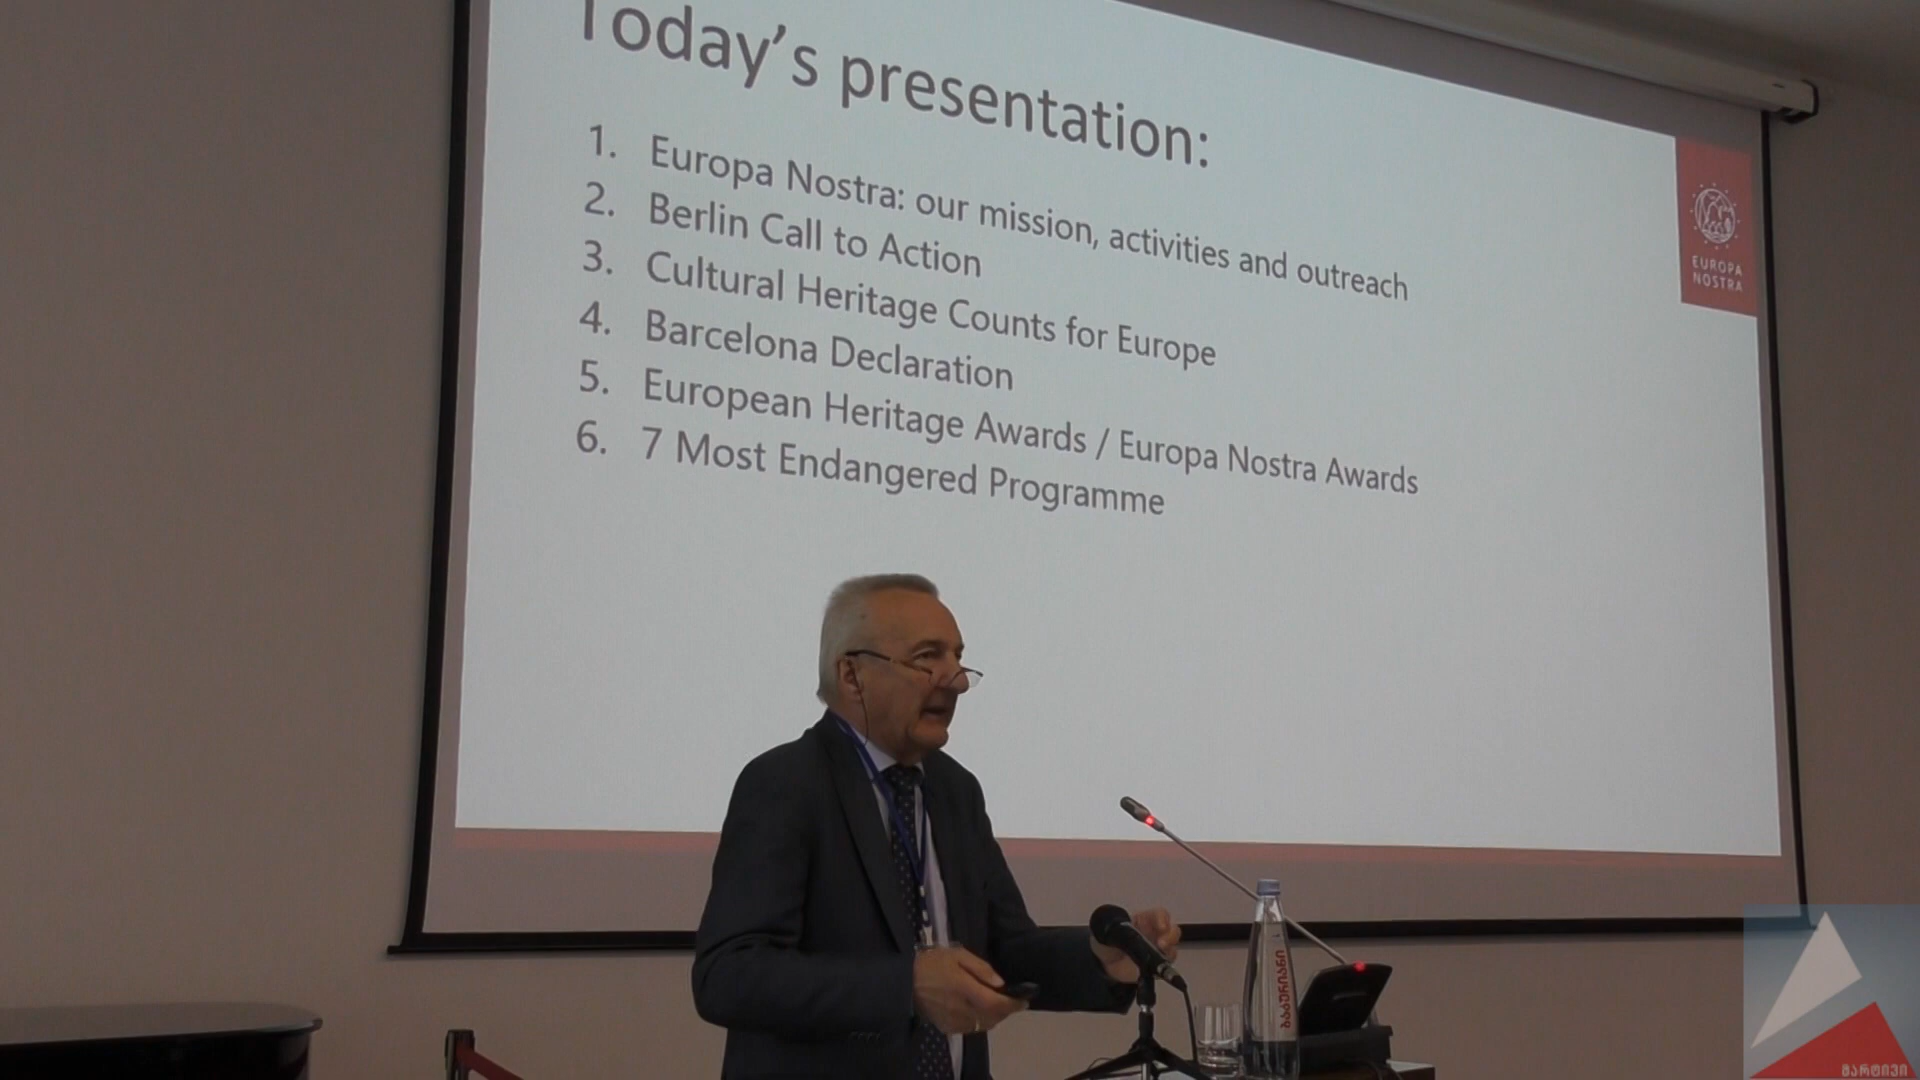 Today's presentation:
1. Europa Nostra: our mission, activities and outreach
2. Berlin Call to Action
3. Cultural Heritage Counts for Europe
4. Barcelona Declaration
5. European Heritage Awards / Europa Nostra Awards
6. 7 Most Endangered Programme
EUROPA
NOSTRA
მარტივი